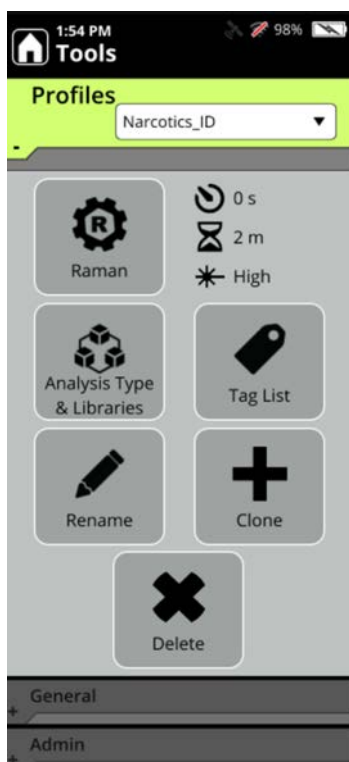 1:54 PM
98%
Tools
Profiles
Narcotics_ID
-
R
0 s
Raman
2 m
High
Analysis Type
& Libraries
Tag List
Rename
Clone
Delete
+ General
+ Admin